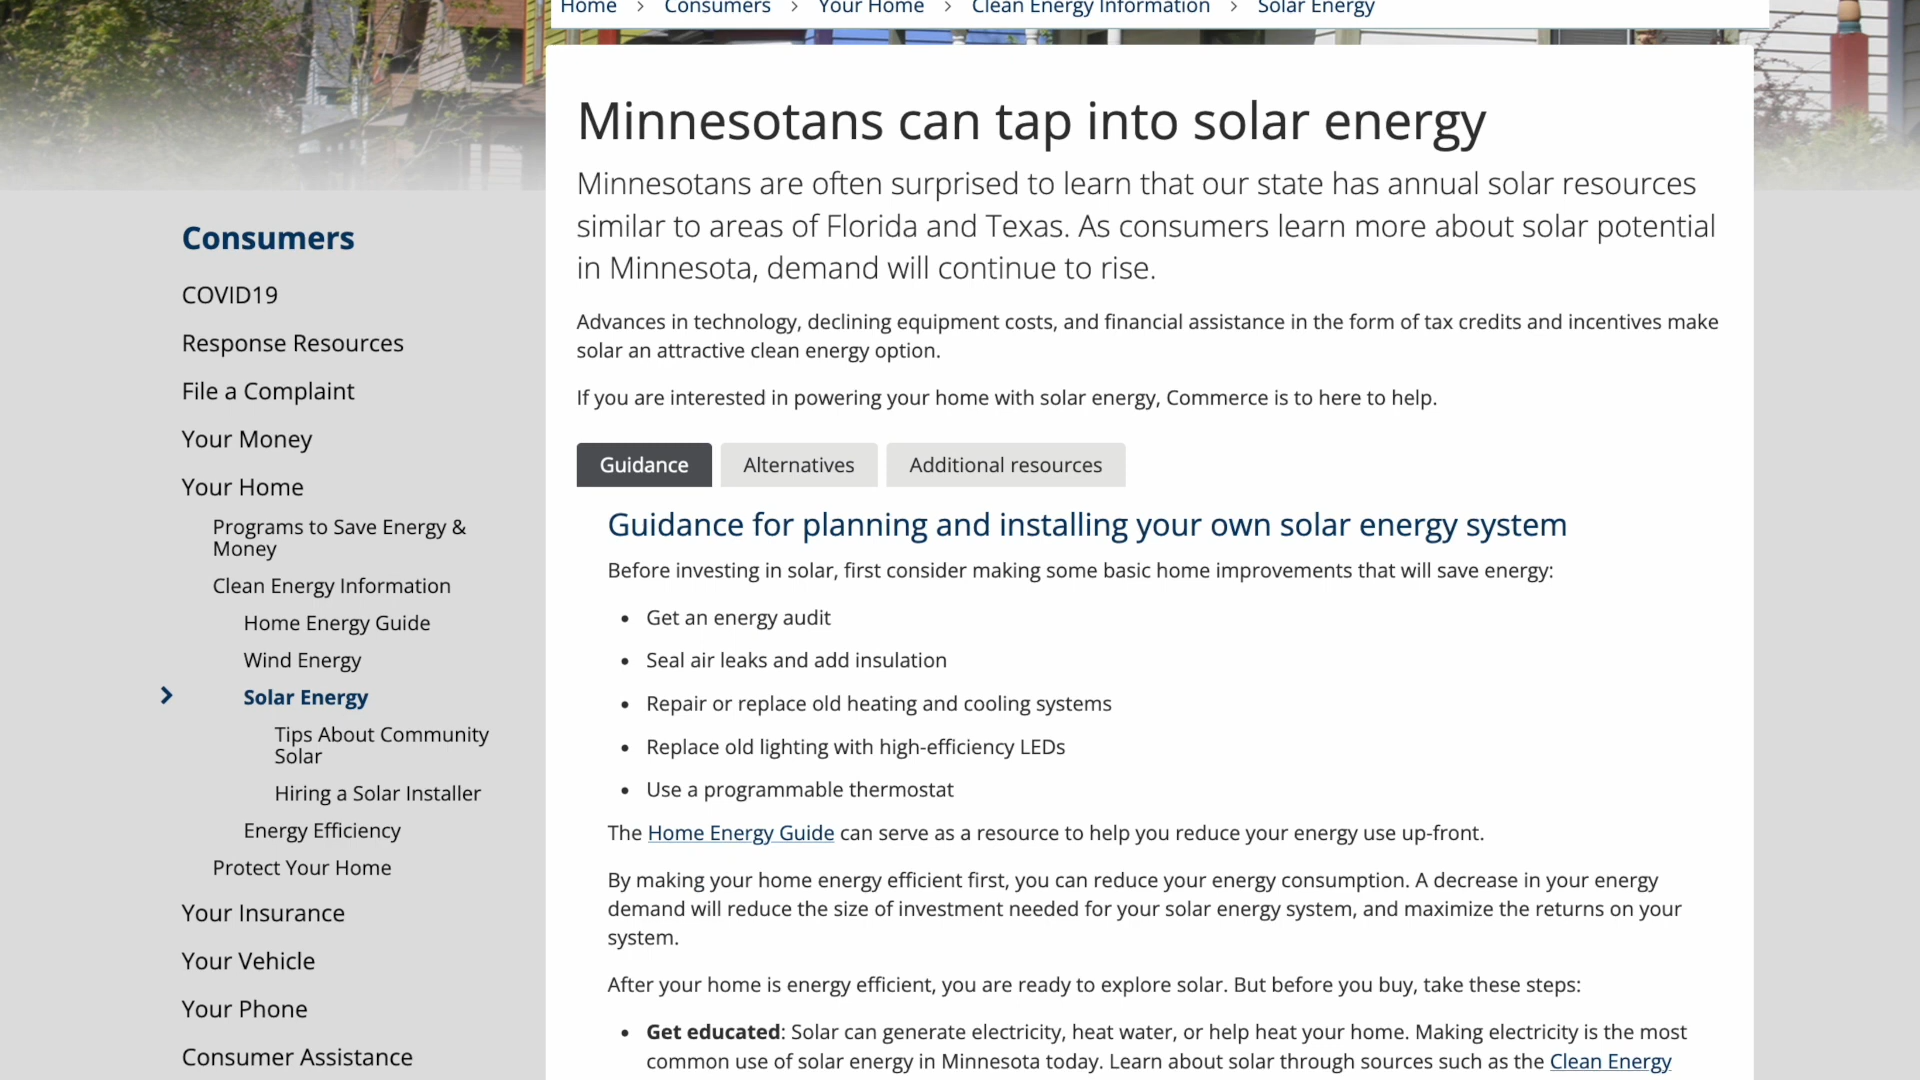 Home > Consumers > Your Home > Clean Energy Information > Solar Energy
Consumers
COVID19
Response Resources
File a Complaint
Your Money
Your Home
Programs to Save Energy &
Money
Clean Energy Information
Home Energy Guide
Wind Energy
Solar Energy
Tips About Community
Solar
Hiring a Solar Installer
Energy Efficiency
Protect Your Home
Your Insurance
Your Vehicle
Your Phone
Consumer Assistance
Minnesotans can tap into solar energy
Minnesotans are often surprised to learn that our state has annual solar resources
similar to areas of Florida and Texas. As consumers learn more about solar potential
in Minnesota, demand will continue to rise.
Advances in technology, declining equipment costs, and financial assistance in the form of tax credits and incentives make
solar an attractive clean energy option.
If you are interested in powering your home with solar energy, Commerce is to here to help.
Guidance Alternatives Additional resources
Guidance for planning and installing your own solar energy system
Before investing in solar, first consider making some basic home improvements that will save energy:
• Get an energy audit
• Seal air leaks and add insulation
• Repair or replace old heating and cooling systems
• Replace old lighting with high-efficiency LEDs
• Use a programmable thermostat
The Home Energy Guide can serve as a resource to help you reduce your energy use up-front.
By making your home energy efficient first, you can reduce your energy consumption. A decrease in your energy
demand will reduce the size of investment needed for your solar energy system, and maximize the returns on your
system.
After your home is energy efficient, you are ready to explore solar. But before you buy, take these steps:
• Get educated: Solar can generate electricity, heat water, or help heat your home. Making electricity is the most
common use of solar energy in Minnesota today. Learn about solar through sources such as the Clean Energy